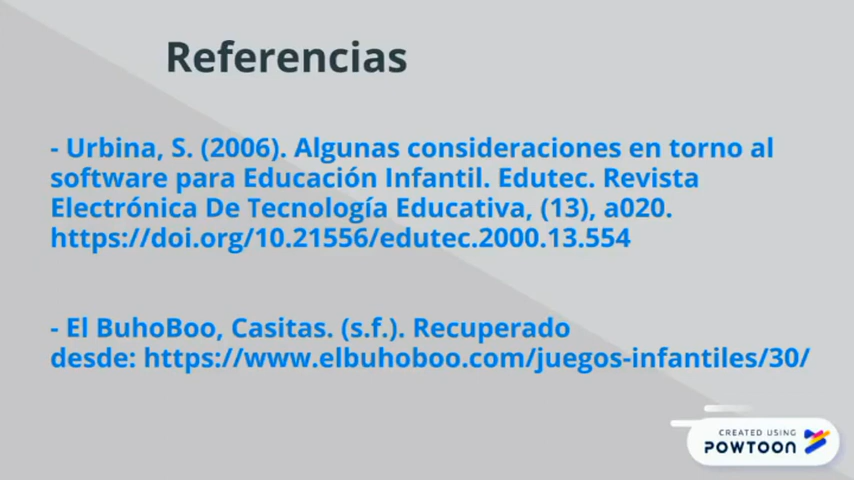 Referencias
- Urbina, S. (2006). Algunas consideraciones en torno al
software para Educación Infantil. Edutec. Revista
Electrónica De Tecnología Educativa, (13), a020.
https://doi.org/10.21556/edutec.2000.13.554
- El BuhoBoo, Casitas. (s.f.). Recuperado
desde: https://www.elbuhoboo.com/juegos-infantiles/30/
CREATED USING
POWTOON